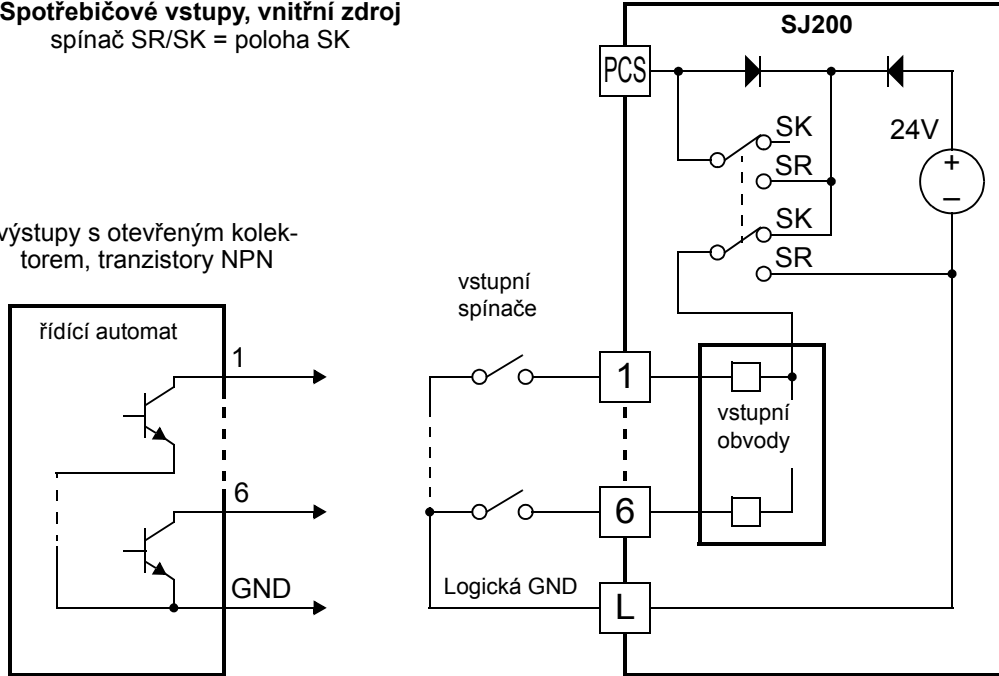 Spotřebičové vstupy, vnitřní zdroj
spínač SR/SK = poloha SK
SJ200
PCS
SK
SR
24V
+
–
SK
SR
výstupy s otevřeným kolek-
torem, tranzistory NPN
řídící automat
1
6
GND
vstupní
spínače
1
6
L
Logická GND
vstupní
obvody